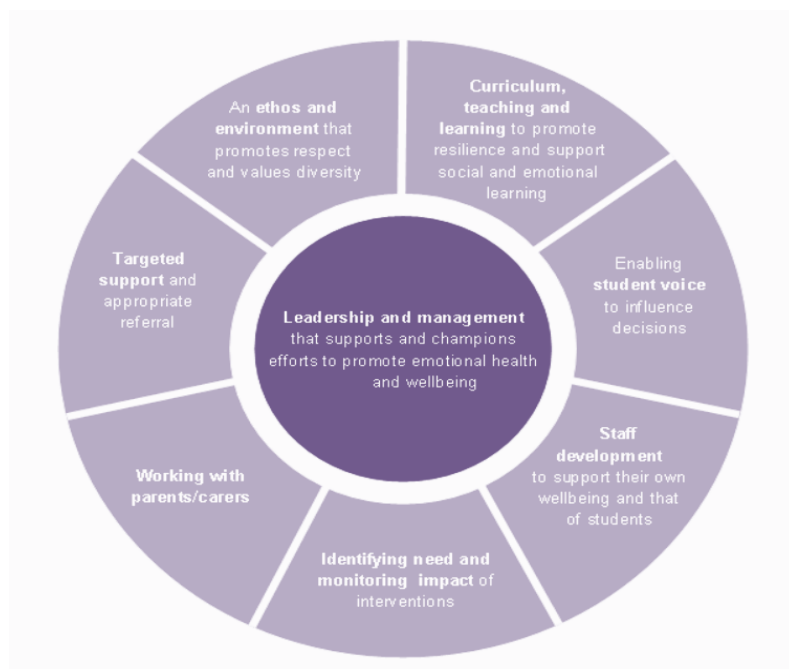 An ethos and
environment that
promotes respect
and values diversity
Curriculum,
teaching and
learning to promote
resilience and support
social and emotional
learning
Enabling
student voice
to influence
decisions
Staff
development
to support their own
wellbeing and that
of students
Identifying need and
monitoring impact of
interventions
Working with
parents/carers
Targeted
support and
appropriate
referral
Leadership and management
that supports and champions
efforts to promote emotional health
and wellbeing